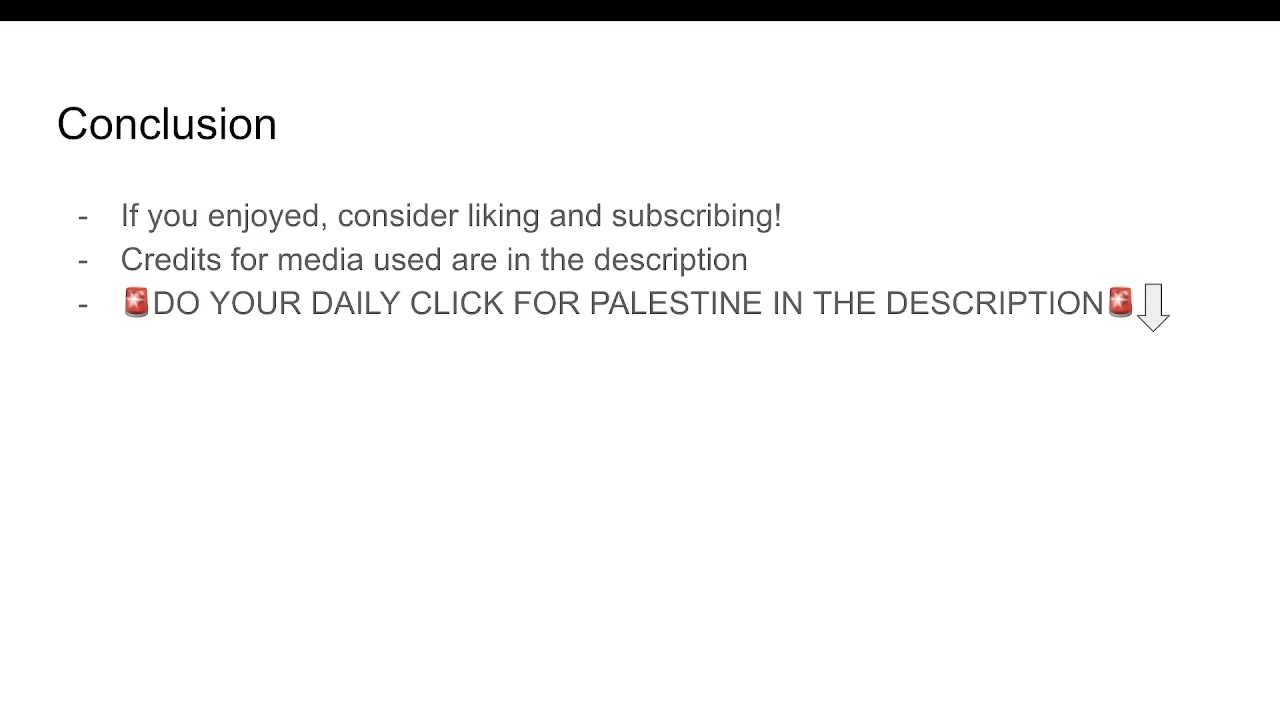 Conclusion
- If you enjoyed, consider liking and subscribing!
- Credits for media used are in the description
- 🚨DO YOUR DAILY CLICK FOR PALESTINE IN THE DESCRIPTION🚨